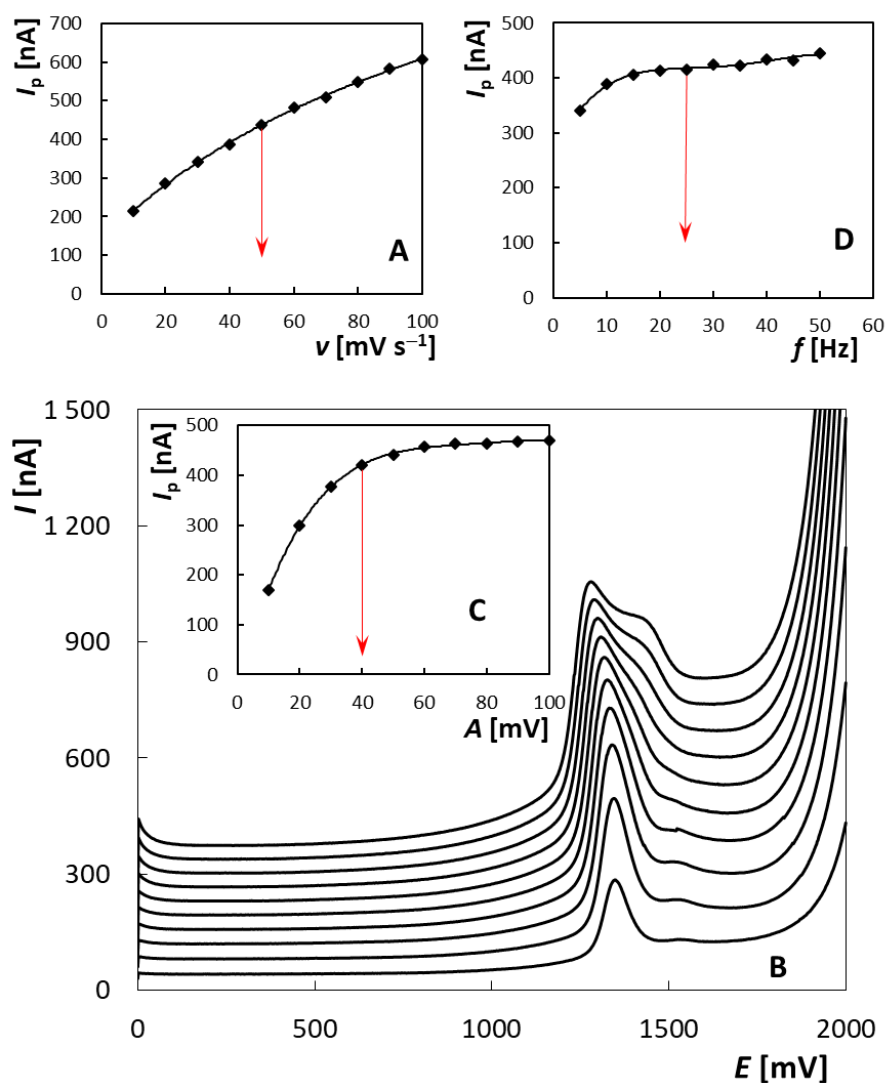 700
600
500
400
300
200
100
0
Ip [nA]
0 20 40 60 80 100
v [mV s−1]
A
500
400
300
200
100
0
Ip [nA]
0 10 20 30 40 50 60
f [Hz]
D
1 500
1 200
900
600
300
0
I [nA]
500
400
300
200
100
0
Ip [nA]
0 20 40 60 80 100
A [mV]
C
B
0 500 1000 1500 2000
E [mV]